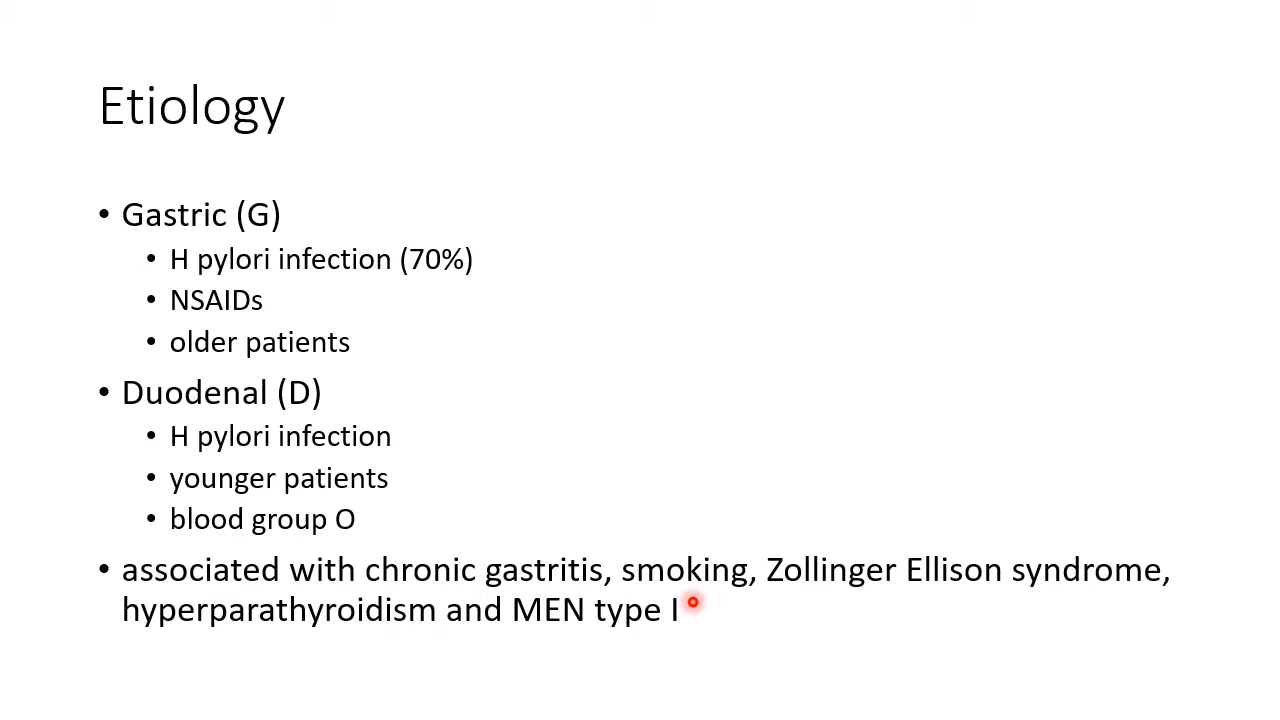 Etiology
• Gastric (G)
• H pylori infection (70%)
• NSAIDs
• older patients
• Duodenal (D)
• H pylori infection
• younger patients
• blood group O
• associated with chronic gastritis, smoking, Zollinger Ellison syndrome,
hyperparathyroidism and MEN type I